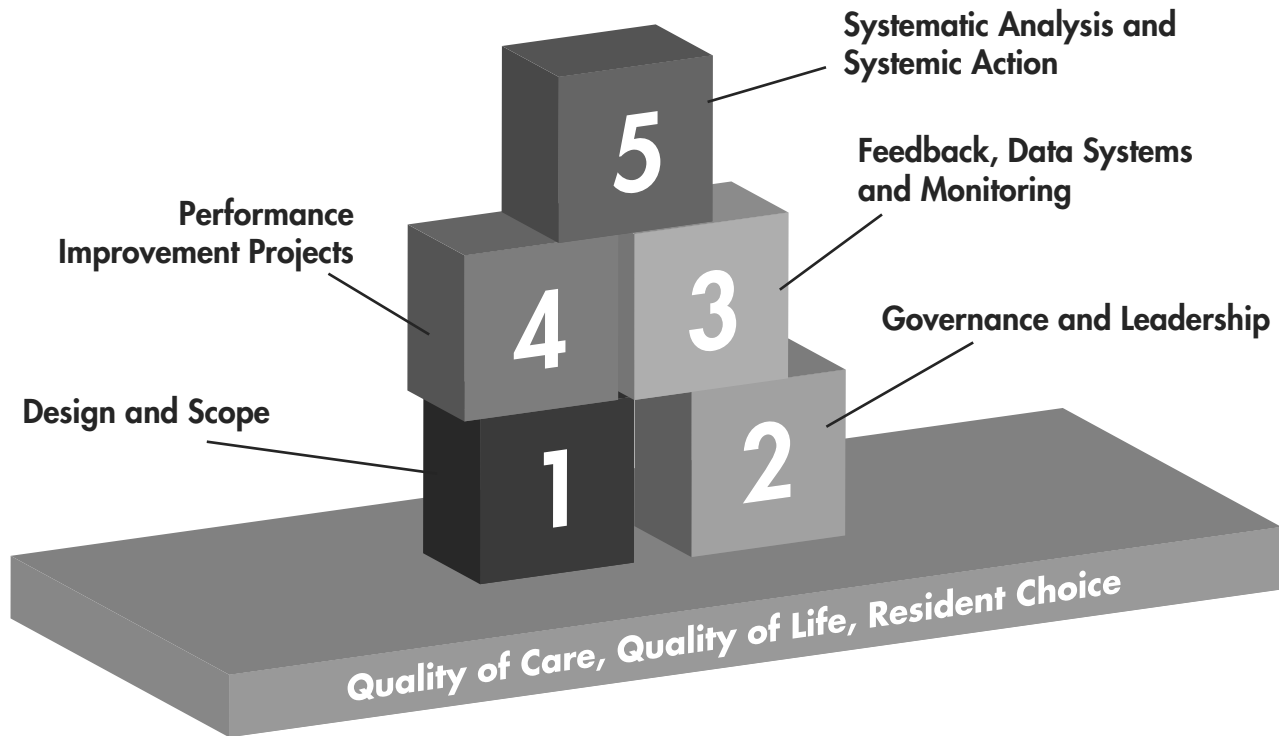 Systematic Analysis and
Systemic Action
5
Feedback, Data Systems
and Monitoring
Performance
Improvement Projects
4
3
Governance and Leadership
Design and Scope
1
2
Quality of Care, Quality of Life, Resident Choice